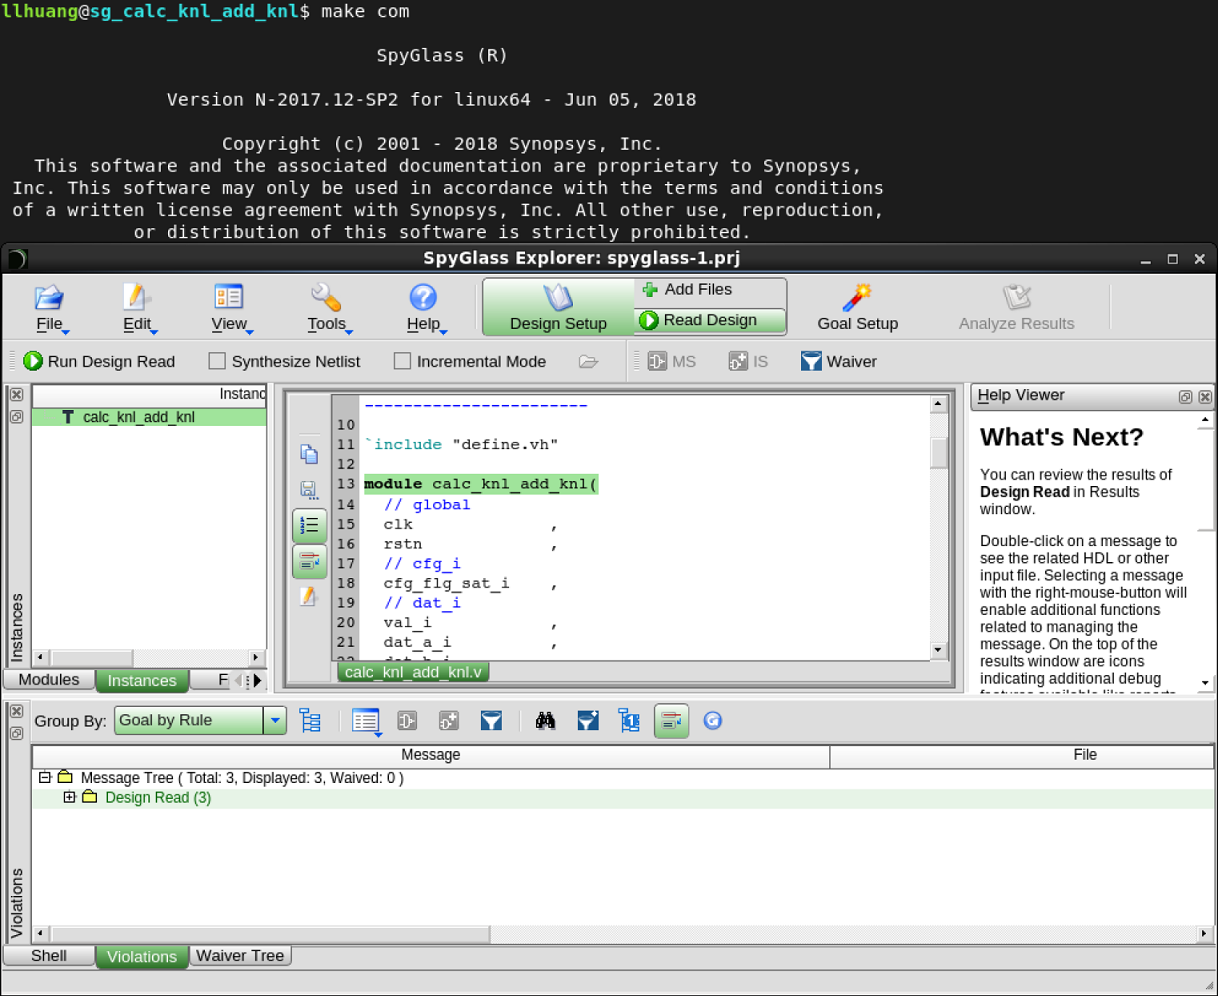 llhuang@sg_calc_knl_add_knl$ make com
SpyGlass (R)
Version N-2017.12-SP2 for linux64 - Jun 05, 2018
Copyright (c) 2001 - 2018 Synopsys, Inc.
This software and the associated documentation are proprietary to Synopsys,
Inc. This software may only be used in accordance with the terms and conditions
of a written license agreement with Synopsys, Inc. All other use, reproduction,
or distribution of this software is strictly prohibited.
SpyGlass Explorer: spyglass-1.prj
File Edit View Tools Help Design Setup Add Files Read Design Goal Setup Analyze Results
Run Design Read Synthesize Netlist Incremental Mode MS IS Waiver
Instances
Instanc
T calc_knl_add_knl
Modules Instances F
-----------------------
10
11 `include "define.vh"
12
13 module calc_knl_add_knl(
14 // global
15 clk ,
16 rstn ,
17 // cfg_i
18 cfg_flg_sat_i ,
19 // dat_i
20 val_i ,
21 dat_a_i ,
calc_knl_add_knl.v
Help Viewer
What's Next?
You can review the results of
Design Read in Results
window.
Double-click on a message to
see the related HDL or other
input file. Selecting a message
with the right-mouse-button will
enable additional functions
related to managing the
message. On the top of the
results window are icons
indicating additional debug
Violations
Group By: Goal by Rule
Message File
Message Tree ( Total: 3, Displayed: 3, Waived: 0 )
Design Read (3)
Shell Violations Waiver Tree